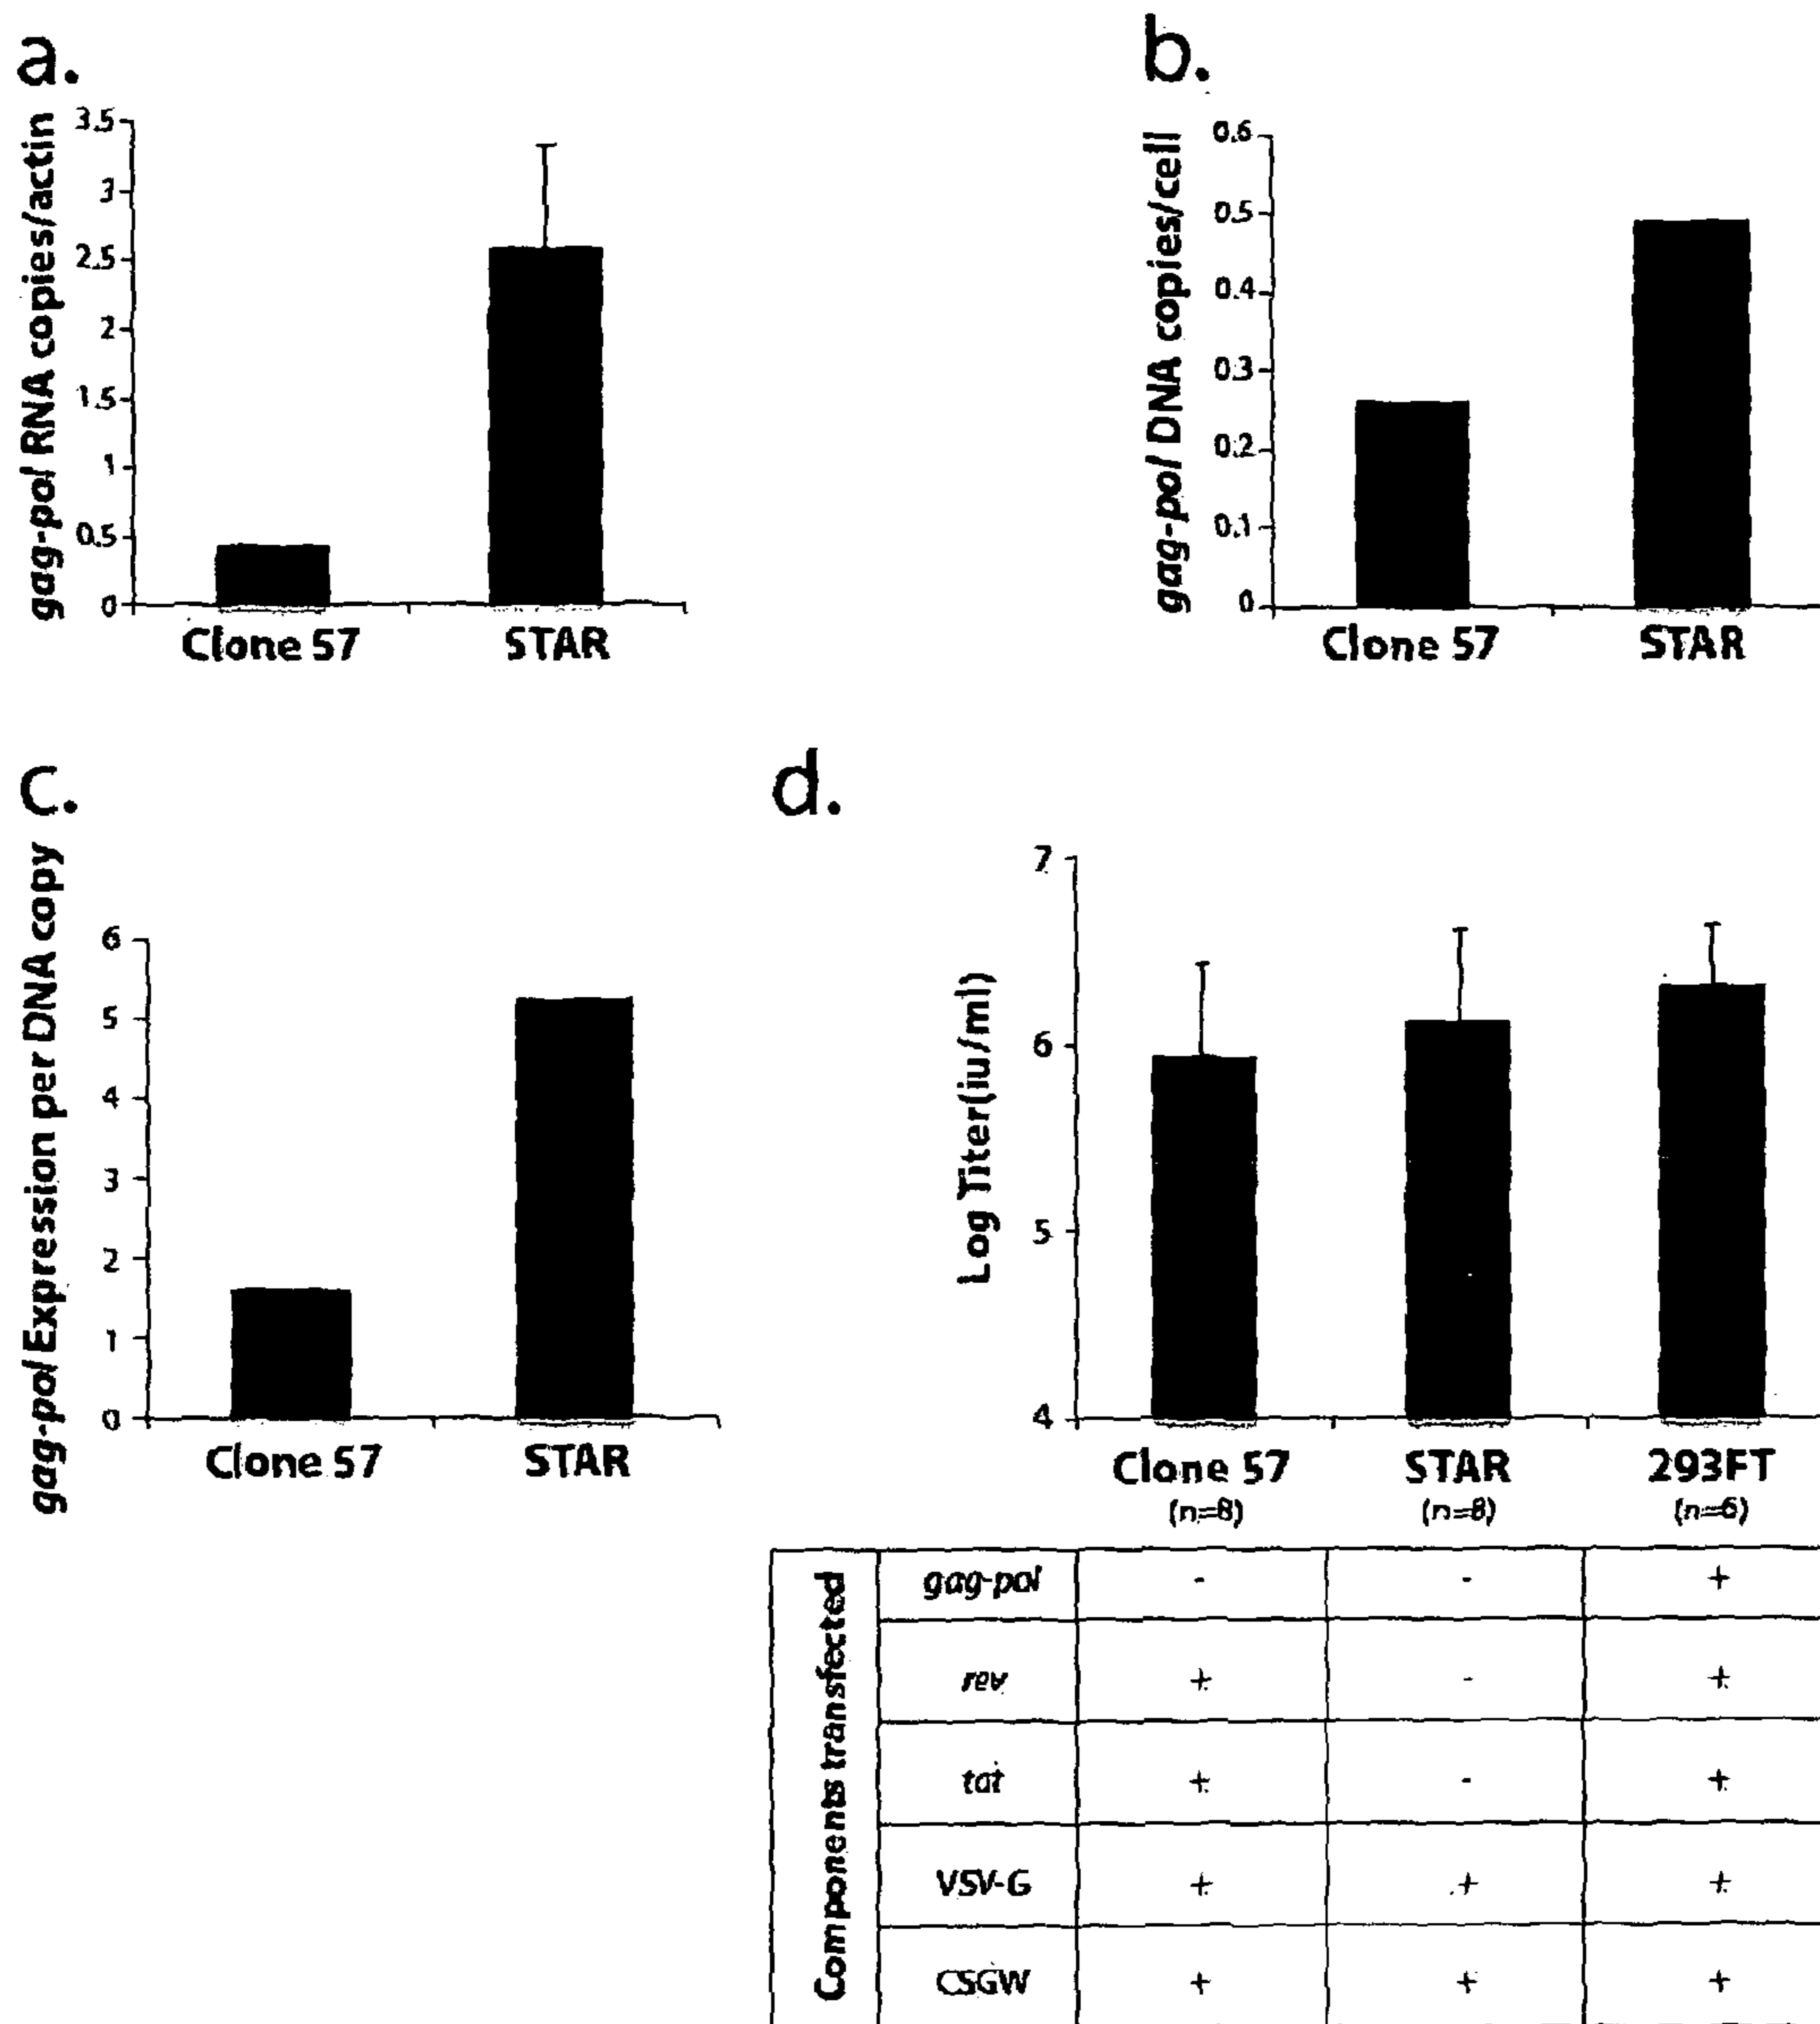 a.
gag-pol RNA copies/actin
3.5
3
2.5
2
1.5
1
0.5
0
Clone 57
STAR
b.
gag-pol DNA copies/cell
0.6
0.5
0.4
0.3
0.2
0.1
0
Clone 57
STAR
c.
gag-pol Expression per DNA copy
6
5
4
3
2
1
0
Clone 57
STAR
d.
Log Titer(iu/ml)
7
6
5
4
Clone 57
STAR
293FT
(n=8)
(n=8)
(n=6)
Components transfected
gag-pol - - +
rev + - +
tat + - +
VSV-G + + +
CSGW + + +